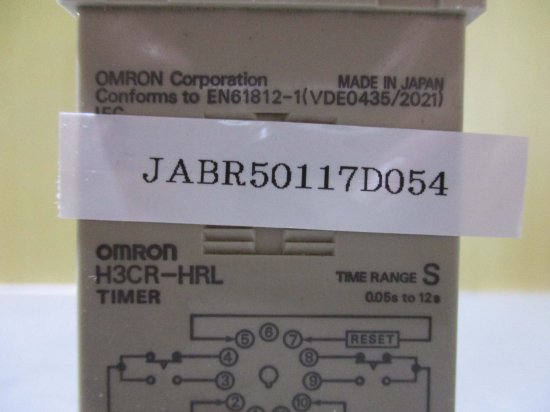 OMRON Corporation MADE IN JAPAN
Conforms to EN61812-1(VDE0435/2021)
IEC
JABR50117D054
OMRON
H3CR-HRL TIME RANGE S
TIMER 0.05s to 12s
5 6 7 RESET
4 8
3 9
2 10